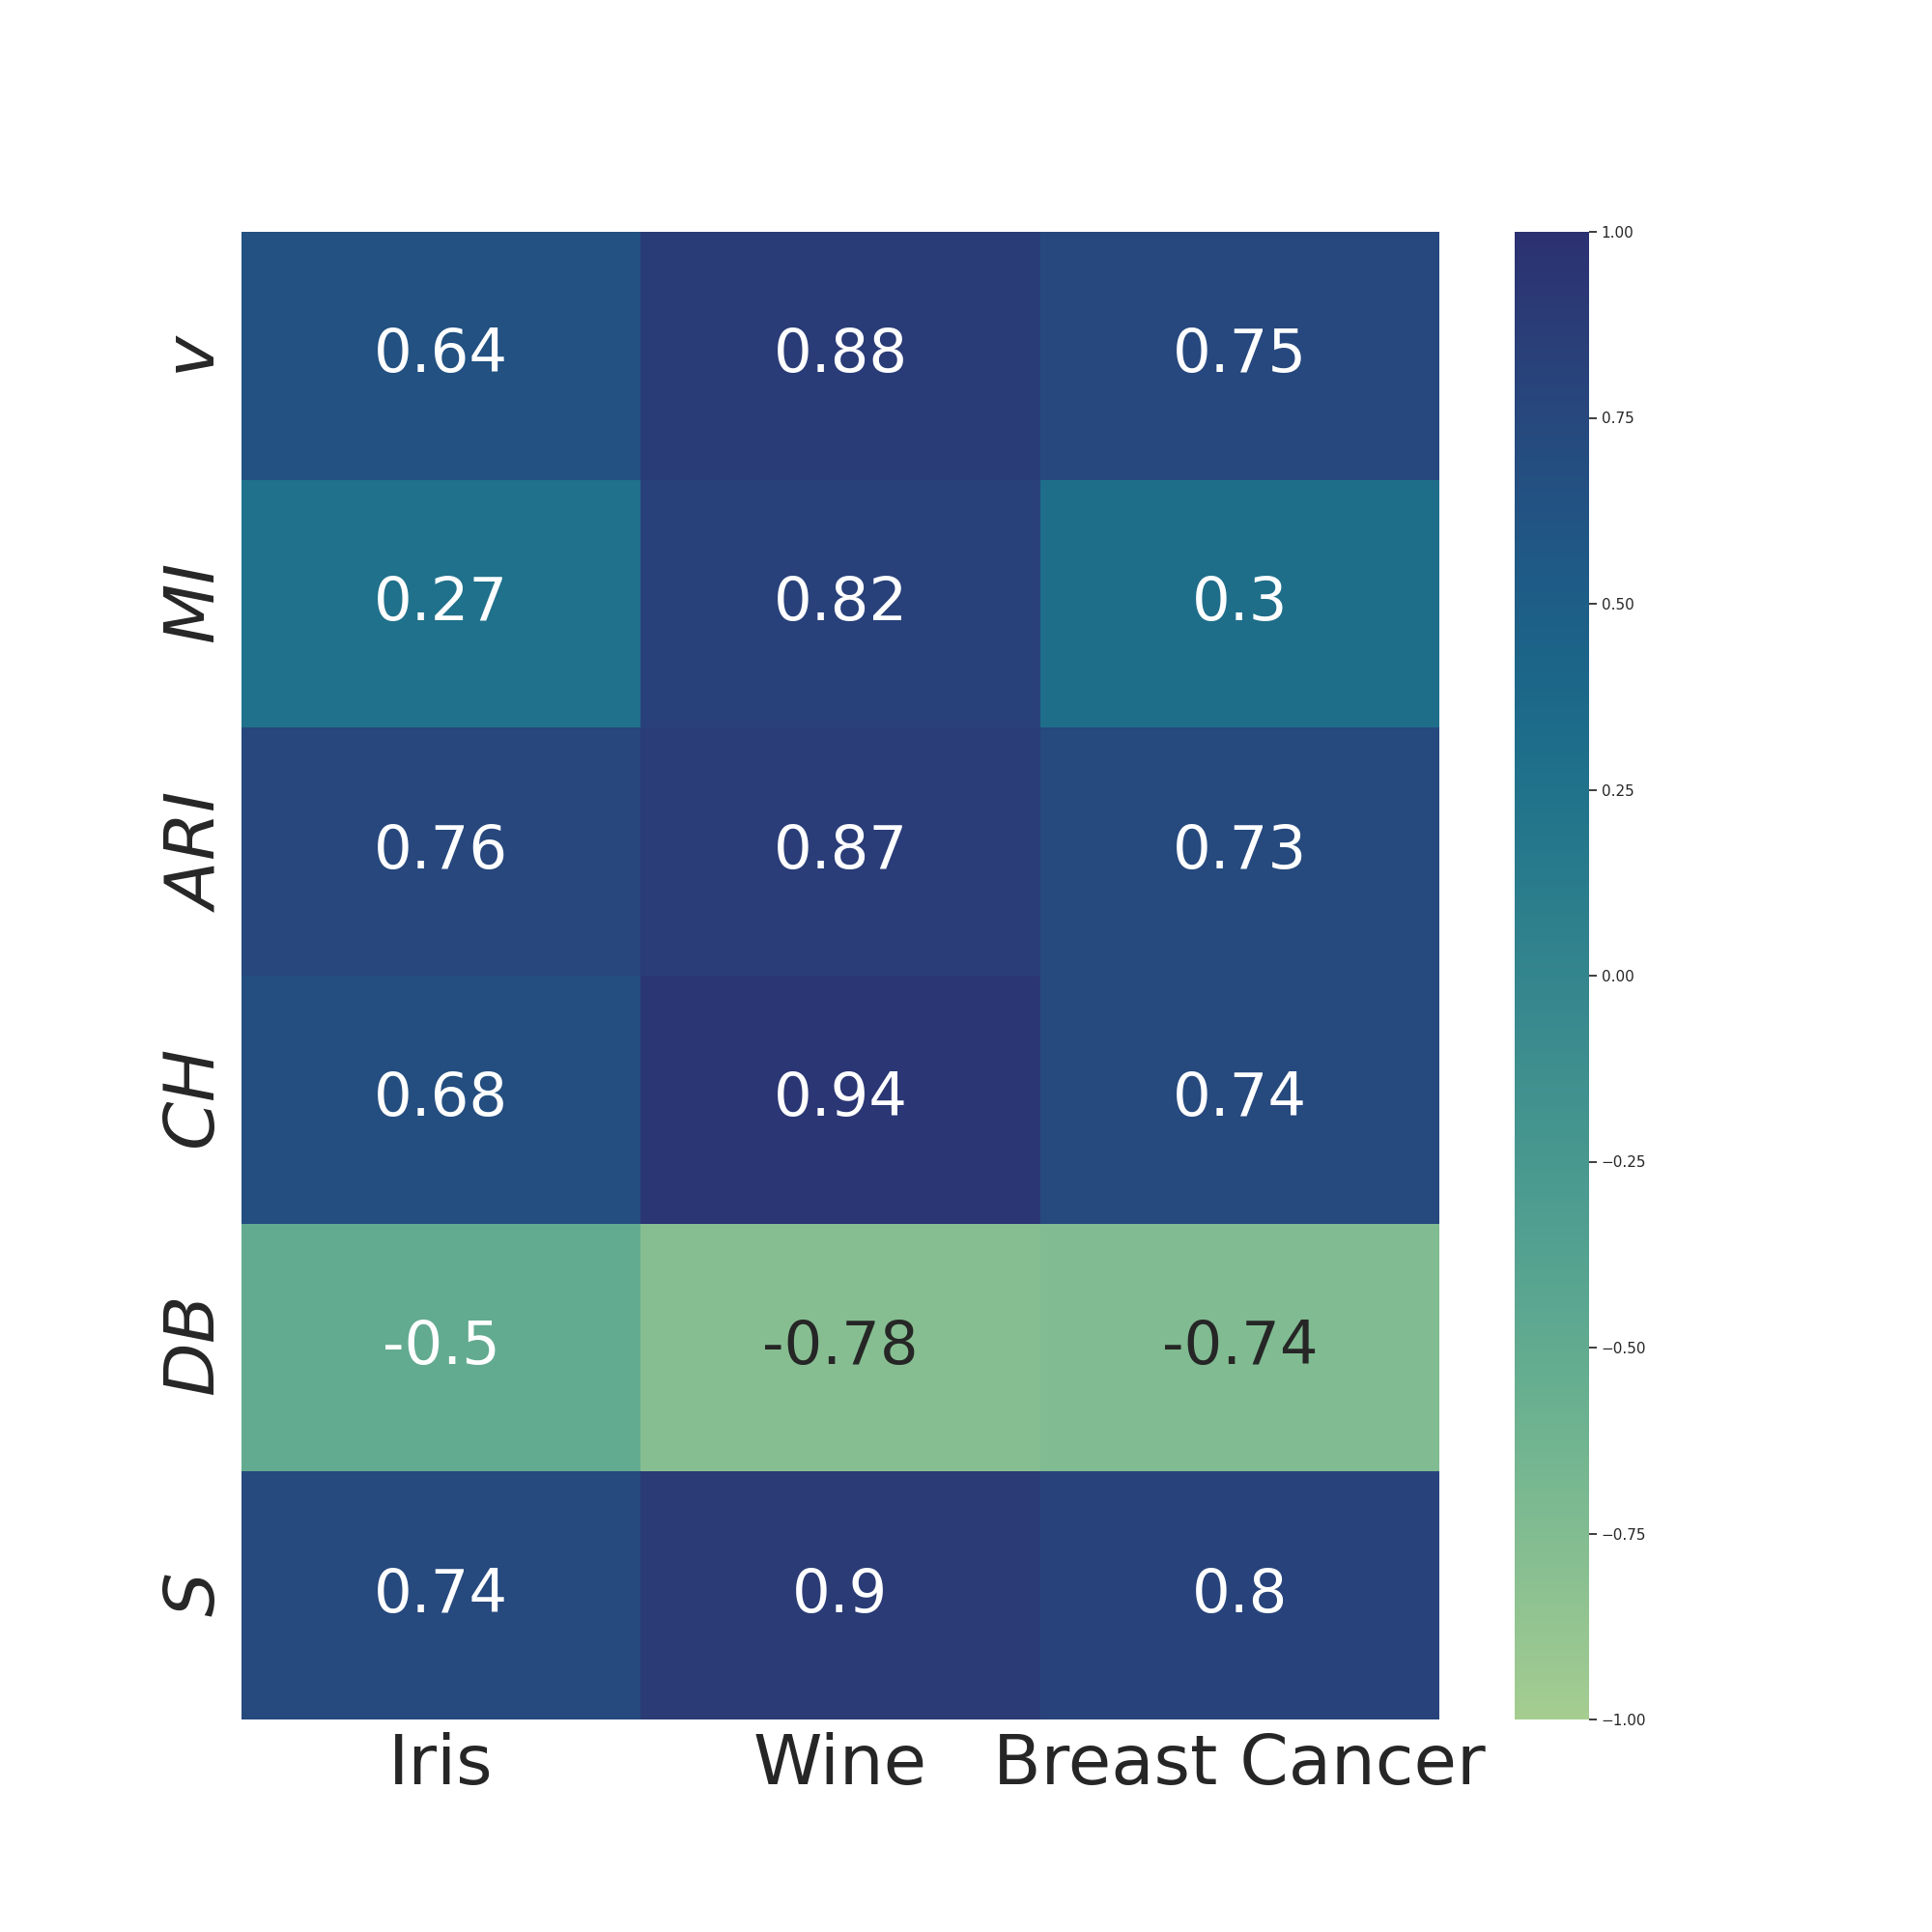 v 0.64 0.88 0.75
MI 0.27 0.82 0.3
ARI 0.76 0.87 0.73
CH 0.68 0.94 0.74
DB -0.5 -0.78 -0.74
S 0.74 0.9 0.8
Iris Wine Breast Cancer
1.00
0.75
0.50
0.25
0.00
−0.25
−0.50
−0.75
−1.00